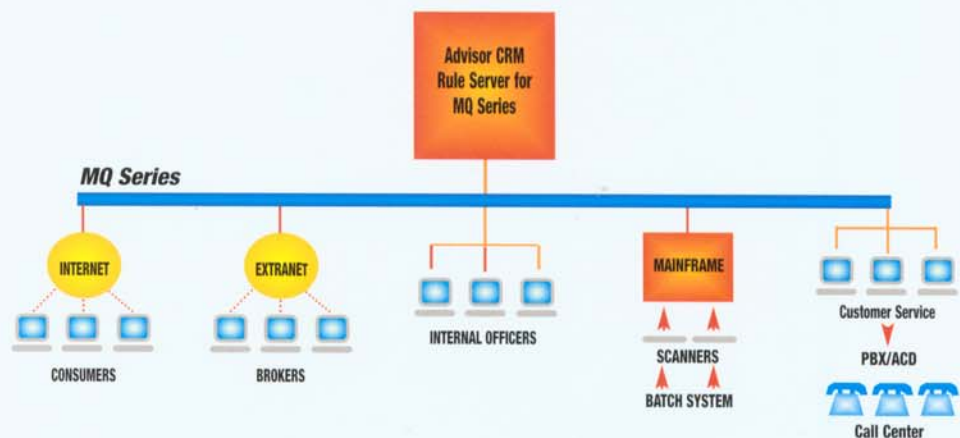 Advisor CRM
Rule Server for
MQ Series
MQ Series
INTERNET
EXTRANET
MAINFRAME
CONSUMERS
BROKERS
INTERNAL OFFICERS
SCANNERS
BATCH SYSTEM
Customer Service
PBX/ACD
Call Center